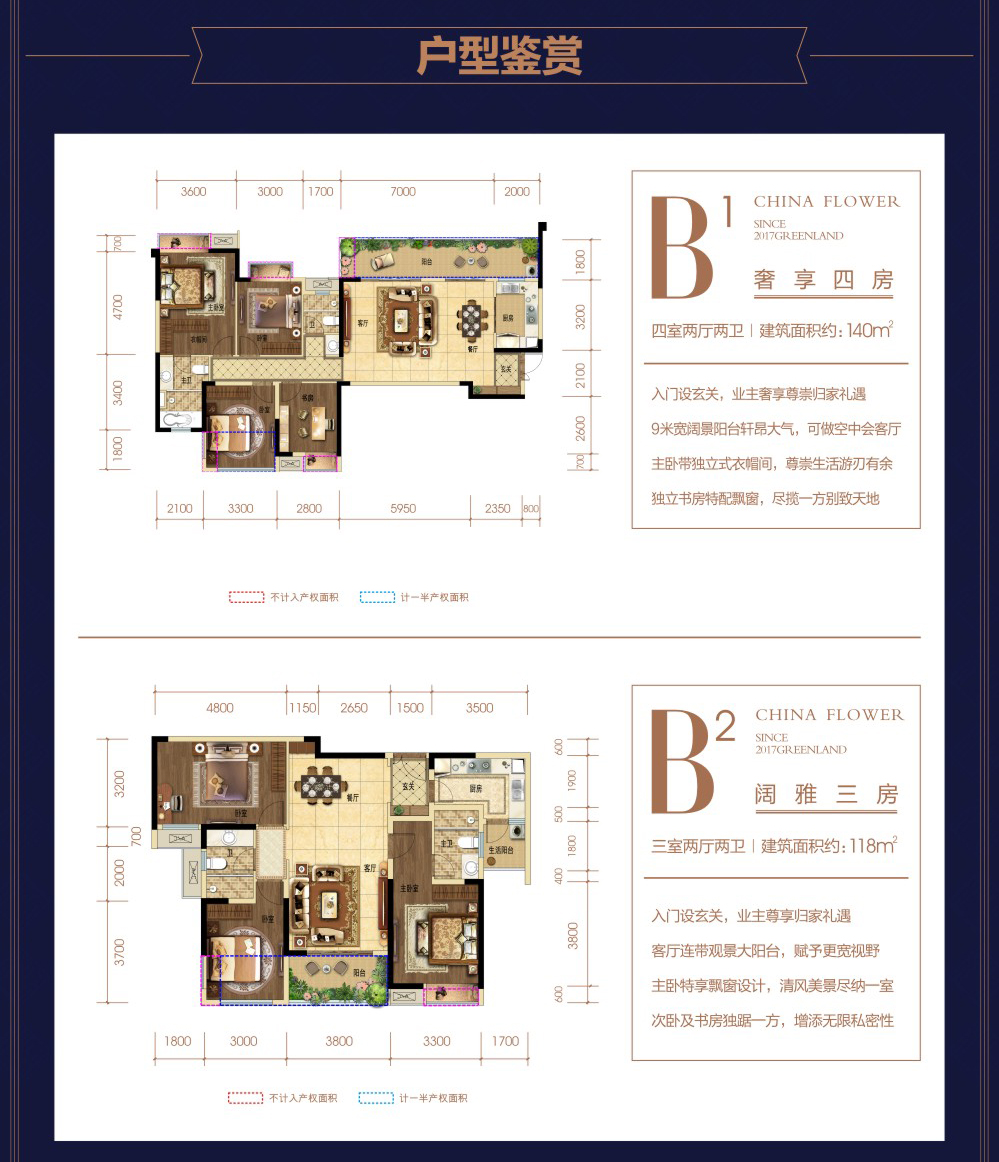 户型鉴赏
3600 3000 1700 7000 2000
700
4700
3400
1800
1800
3200
2100
2600
700
主卧室
衣帽间
卧室
卫
主卫
卧室
书房
阳台
客厅
餐厅
厨房
玄关
2100 3300 2800 5950 2350 800
不计入产权面积 计一半产权面积
B1
CHINA FLOWER
SINCE
2017GREENLAND
奢享四房
四室两厅两卫 | 建筑面积约: 140m²
入门设玄关，业主奢享尊崇归家礼遇
9米宽阔景阳台轩昂大气，可做空中会客厅
主卧带独立式衣帽间，尊崇生活游刃有余
独立书房特配飘窗，尽揽一方别致天地
4800 1150 2650 1500 3500
3200
700
2000
3700
600
1900
500
1800
400
3800
600
卧室
餐厅
玄关
厨房
卫
客厅
主卫
生活阳台
主卧室
卧室
阳台
1800 3000 3800 3300 1700
不计入产权面积 计一半产权面积
B2
CHINA FLOWER
SINCE
2017GREENLAND
阔雅三房
三室两厅两卫 | 建筑面积约: 118m²
入门设玄关，业主尊享归家礼遇
客厅连带观景大阳台，赋予更宽视野
主卧特享飘窗设计，清风美景尽纳一室
次卧及书房独踞一方，增添无限私密性